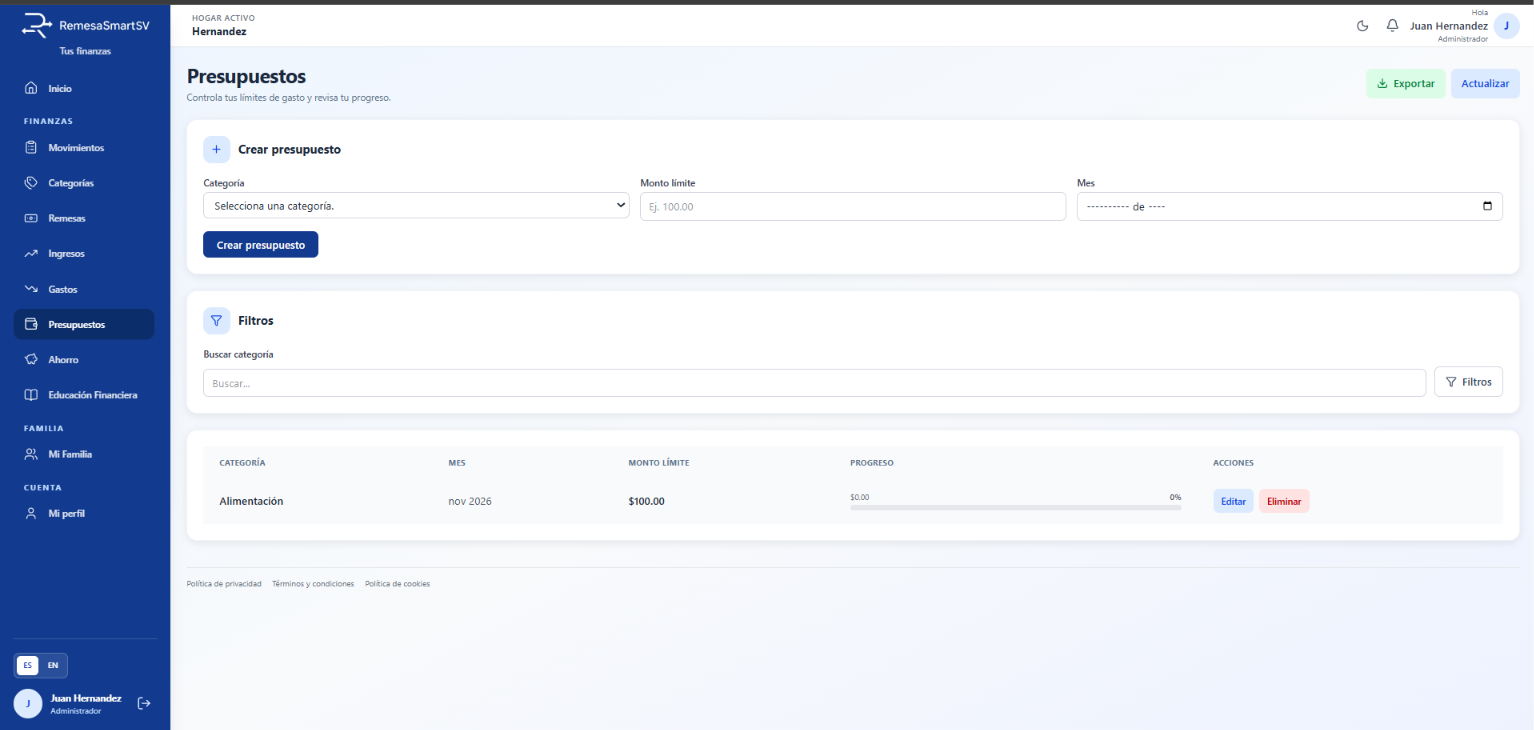 RemesaSmartSV
Tus finanzas
Inicio
FINANZAS
Movimientos
Categorías
Remesas
Ingresos
Gastos
Presupuestos
Ahorro
Educación Financiera
FAMILIA
Mi Familia
CUENTA
Mi perfil
ES EN
J
Juan Hernandez
Administrador
HOGAR ACTIVO
Hernandez
Hola
Juan Hernandez
Administrador
J
Presupuestos
Controla tus límites de gasto y revisa tu progreso.
Exportar Actualizar
Crear presupuesto
Categoría Monto límite Mes
Selecciona una categoría. Ej. 100.00 ---------- de ----
Crear presupuesto
Filtros
Buscar categoría
Buscar... Filtros
CATEGORÍA MES MONTO LÍMITE PROGRESO ACCIONES
Alimentación nov 2026 $100.00 $0.00 0% Editar Eliminar
Política de privacidad Términos y condiciones Política de cookies